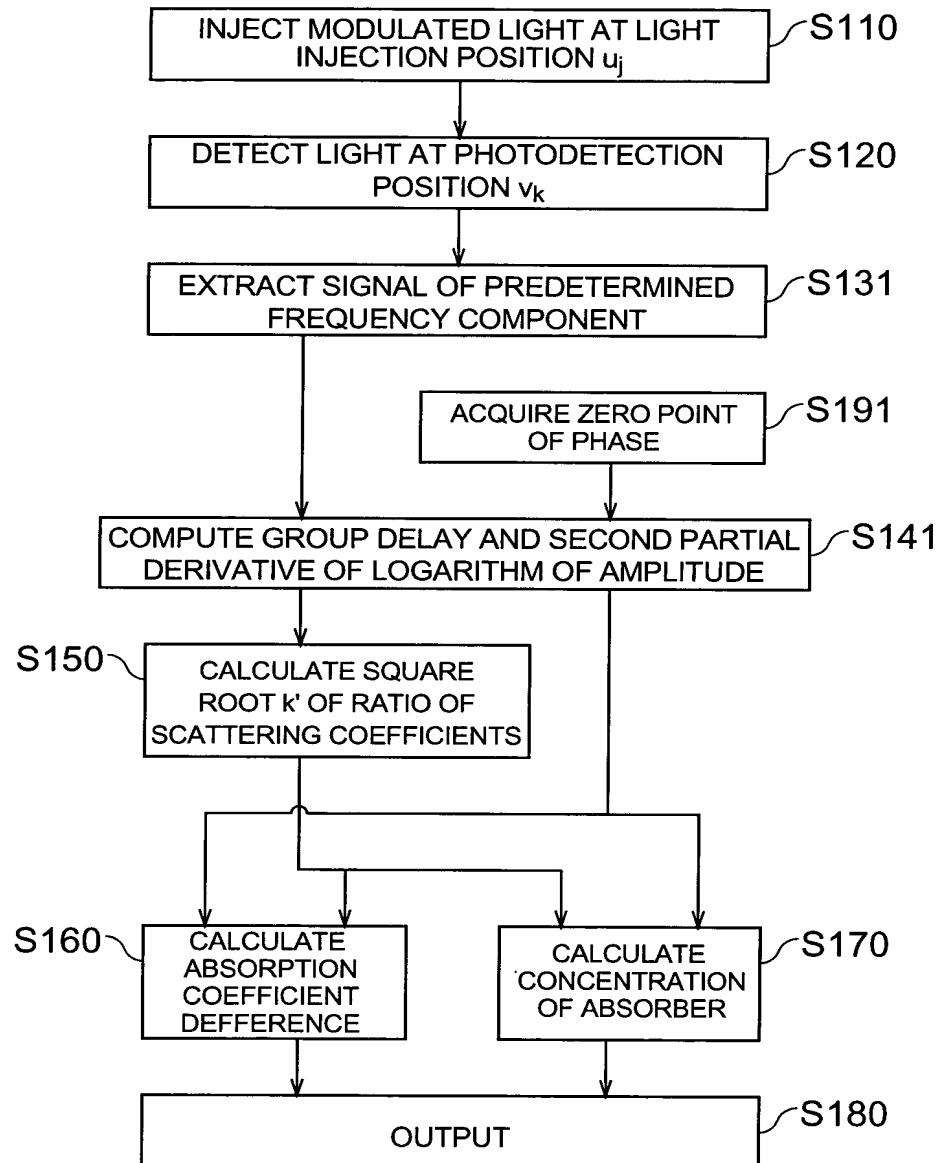 INJECT MODULATED LIGHT AT LIGHT
INJECTION POSITION uj
S110
DETECT LIGHT AT PHOTODETECTION
POSITION vk
S120
EXTRACT SIGNAL OF PREDETERMINED
FREQUENCY COMPONENT
S131
ACQUIRE ZERO POINT
OF PHASE
S191
COMPUTE GROUP DELAY AND SECOND PARTIAL
DERIVATIVE OF LOGARITHM OF AMPLITUDE
S141
S150
CALCULATE SQUARE
ROOT k' OF RATIO OF
SCATTERING COEFFICIENTS
S160
CALCULATE
ABSORPTION
COEFFICIENT
DEFFERENCE
CALCULATE
CONCENTRATION
OF ABSORBER
S170
OUTPUT
S180